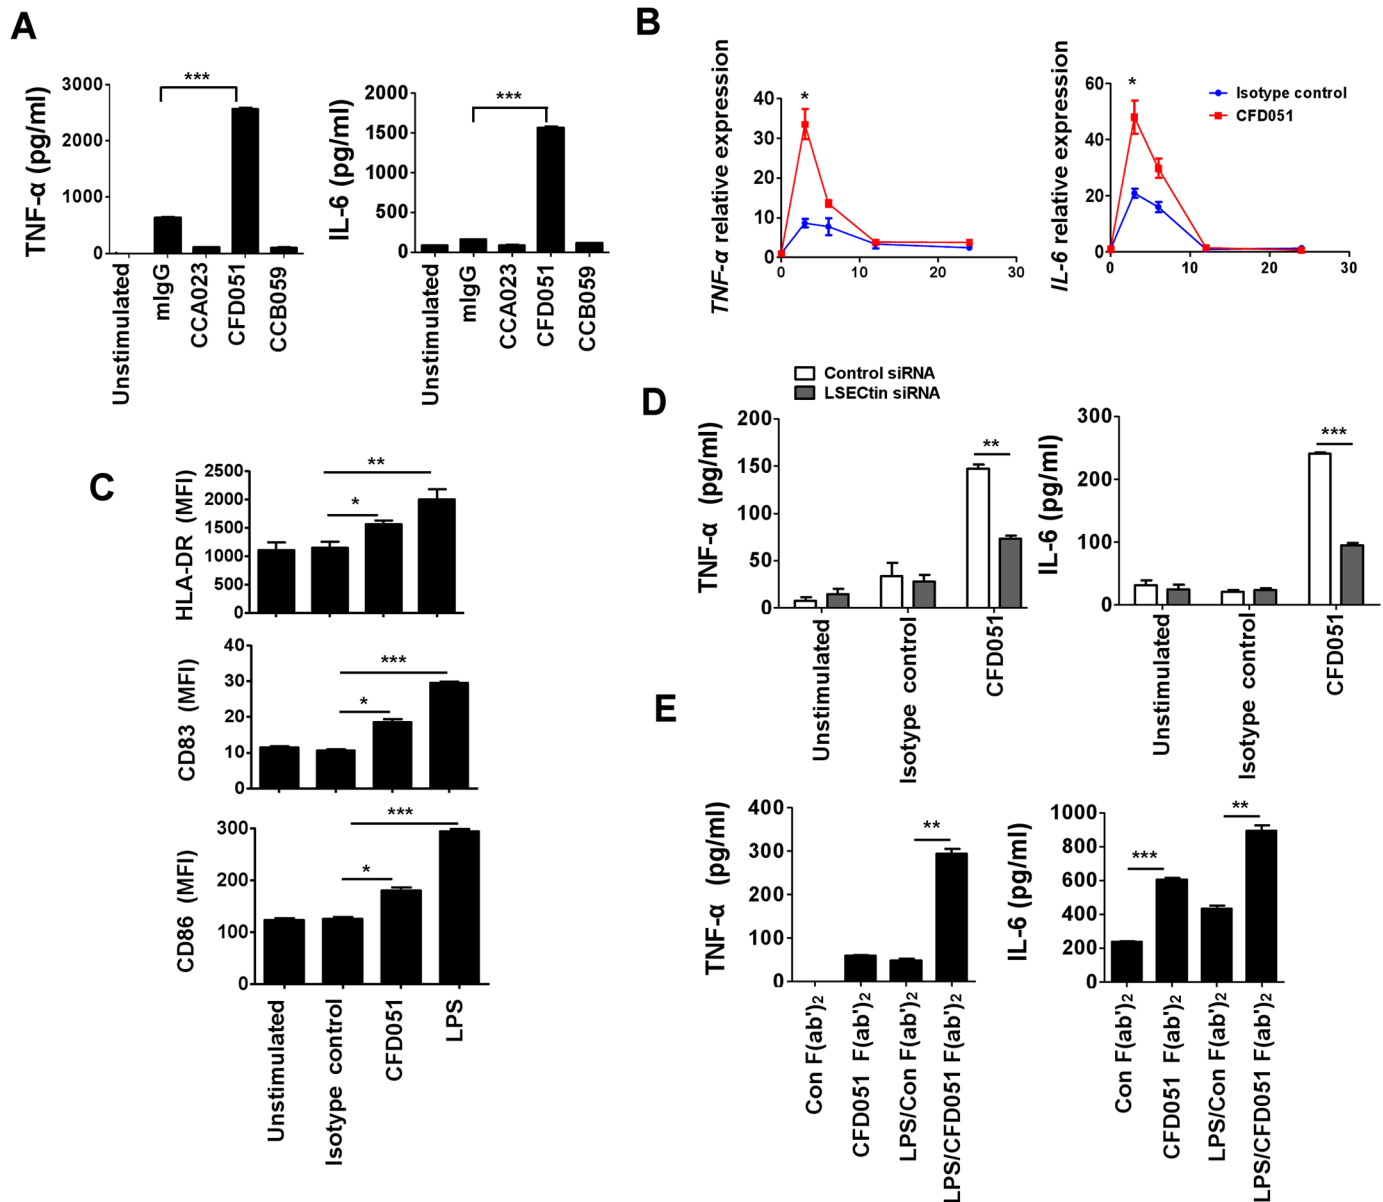 A
TNF-α (pg/ml)
3000
2000
1000
0
***
Unstimulated
mIgG
CCA023
CFD051
CCB059
IL-6 (pg/ml)
2000
1500
1000
500
0
***
Unstimulated
mIgG
CCA023
CFD051
CCB059
B
TNF-α relative expression
40
30
20
10
0
*
0
10
20
30
IL-6 relative expression
60
40
20
0
*
0
10
20
30
Isotype control
CFD051
C
HLA-DR (MFI)
2500
2000
1500
1000
500
0
**
*
CD83 (MFI)
40
30
20
10
0
***
*
CD86 (MFI)
300
200
100
0
***
*
Unstimulated
Isotype control
CFD051
LPS
D
Control siRNA
LSECtin siRNA
TNF-α (pg/ml)
200
150
100
50
0
**
Unstimulated
Isotype control
CFD051
IL-6 (pg/ml)
300
200
100
0
***
Unstimulated
Isotype control
CFD051
E
TNF-α (pg/ml)
400
300
200
100
0
**
Con F(ab')2
CFD051 F(ab')2
LPS/Con F(ab')2
LPS/CFD051 F(ab')2
IL-6 (pg/ml)
1000
800
600
400
200
0
***
**
Con F(ab')2
CFD051 F(ab')2
LPS/Con F(ab')2
LPS/CFD051 F(ab')2